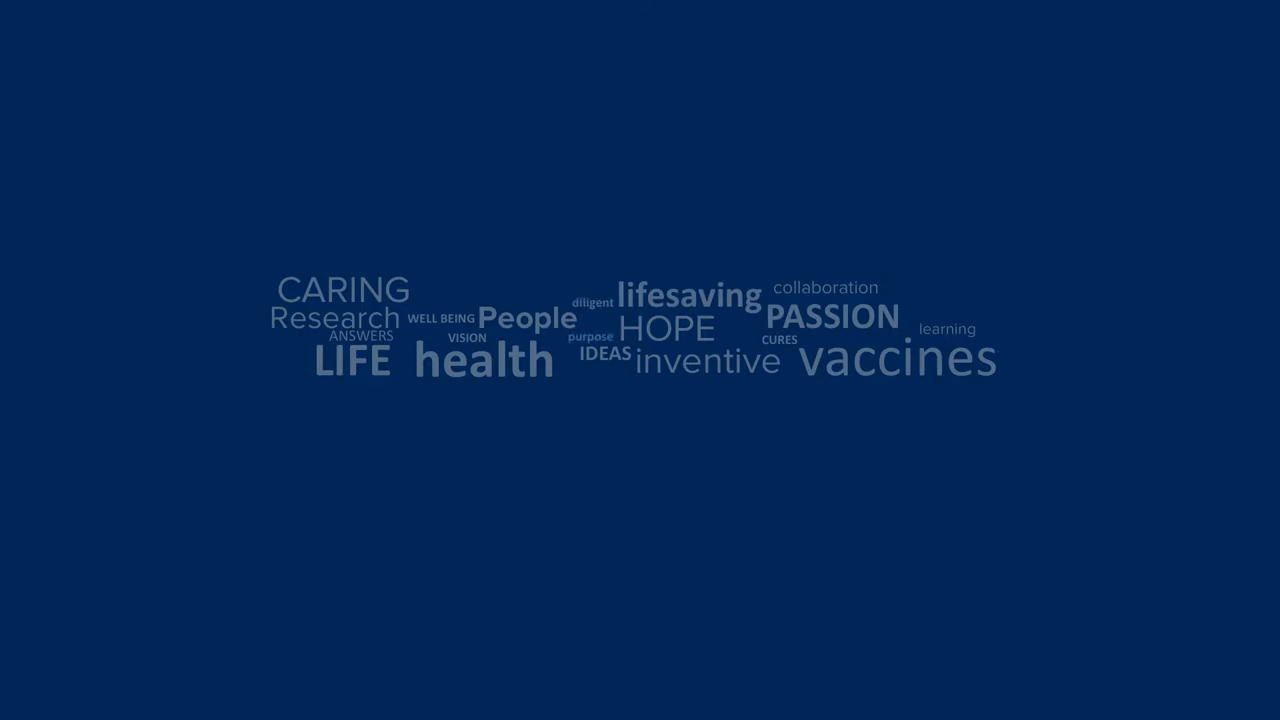 CARING
lifesaving
collaboration
diligent
Research
WELL BEING
People
HOPE
PASSION
learning
ANSWERS
VISION
purpose
CURES
LIFE
health
IDEAS
inventive
vaccines